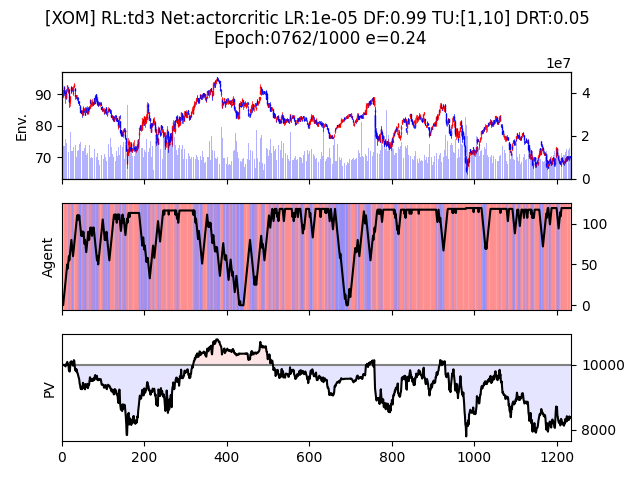 [XOM] RL:td3 Net:actorcritic LR:1e-05 DF:0.99 TU:[1,10] DRT:0.05
Epoch:0762/1000 e=0.24
1e7
Env.
90
80
70
4
2
0
Agent
100
50
0
PV
10000
8000
0 200 400 600 800 1000 1200